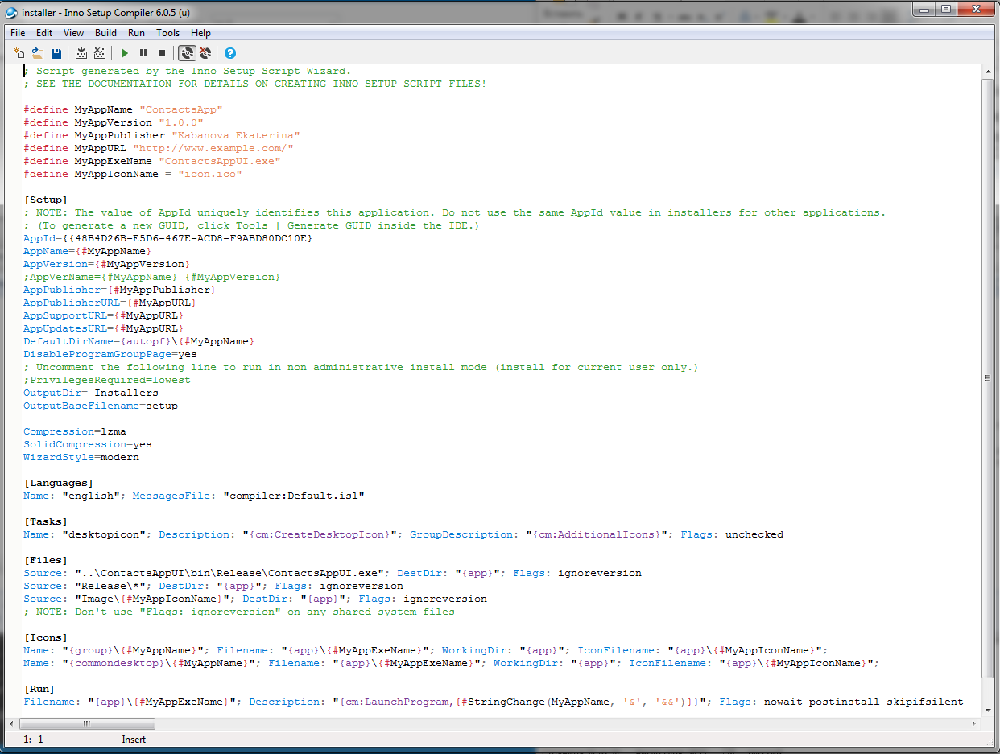 installer - Inno Setup Compiler 6.0.5 (u)
File Edit View Build Run Tools Help
; Script generated by the Inno Setup Script Wizard.
; SEE THE DOCUMENTATION FOR DETAILS ON CREATING INNO SETUP SCRIPT FILES!
#define MyAppName "ContactsApp"
#define MyAppVersion "1.0.0"
#define MyAppPublisher "Kabanova Ekaterina"
#define MyAppURL "http://www.example.com/"
#define MyAppExeName "ContactsAppUI.exe"
#define MyAppIconName = "icon.ico"
[Setup]
; NOTE: The value of AppId uniquely identifies this application. Do not use the same AppId value in installers for other applications.
; (To generate a new GUID, click Tools | Generate GUID inside the IDE.)
AppId={{48B4D26B-E5D6-467E-ACD8-F9ABD80DC10E}
AppName={#MyAppName}
AppVersion={#MyAppVersion}
;AppVerName={#MyAppName} {#MyAppVersion}
AppPublisher={#MyAppPublisher}
AppPublisherURL={#MyAppURL}
AppSupportURL={#MyAppURL}
AppUpdatesURL={#MyAppURL}
DefaultDirName={autopf}\{#MyAppName}
DisableProgramGroupPage=yes
; Uncomment the following line to run in non administrative install mode (install for current user only.)
;PrivilegesRequired=lowest
OutputDir= Installers
OutputBaseFilename=setup
Compression=lzma
SolidCompression=yes
WizardStyle=modern
[Languages]
Name: "english"; MessagesFile: "compiler:Default.isl"
[Tasks]
Name: "desktopicon"; Description: "{cm:CreateDesktopIcon}"; GroupDescription: "{cm:AdditionalIcons}"; Flags: unchecked
[Files]
Source: "..\ContactsAppUI\bin\Release\ContactsAppUI.exe"; DestDir: "{app}"; Flags: ignoreversion
Source: "Release\*"; DestDir: "{app}"; Flags: ignoreversion
Source: "Image\{#MyAppIconName}"; DestDir: "{app}"; Flags: ignoreversion
; NOTE: Don't use "Flags: ignoreversion" on any shared system files
[Icons]
Name: "{group}\{#MyAppName}"; Filename: "{app}\{#MyAppExeName}"; WorkingDir: "{app}"; IconFilename: "{app}\{#MyAppIconName}";
Name: "{commondesktop}\{#MyAppName}"; Filename: "{app}\{#MyAppExeName}"; WorkingDir: "{app}"; IconFilename: "{app}\{#MyAppIconName}";
[Run]
Filename: "{app}\{#MyAppExeName}"; Description: "{cm:LaunchProgram,{#StringChange(MyAppName, '&', '&&')}}"; Flags: nowait postinstall skipifsilent
1: 1 Insert